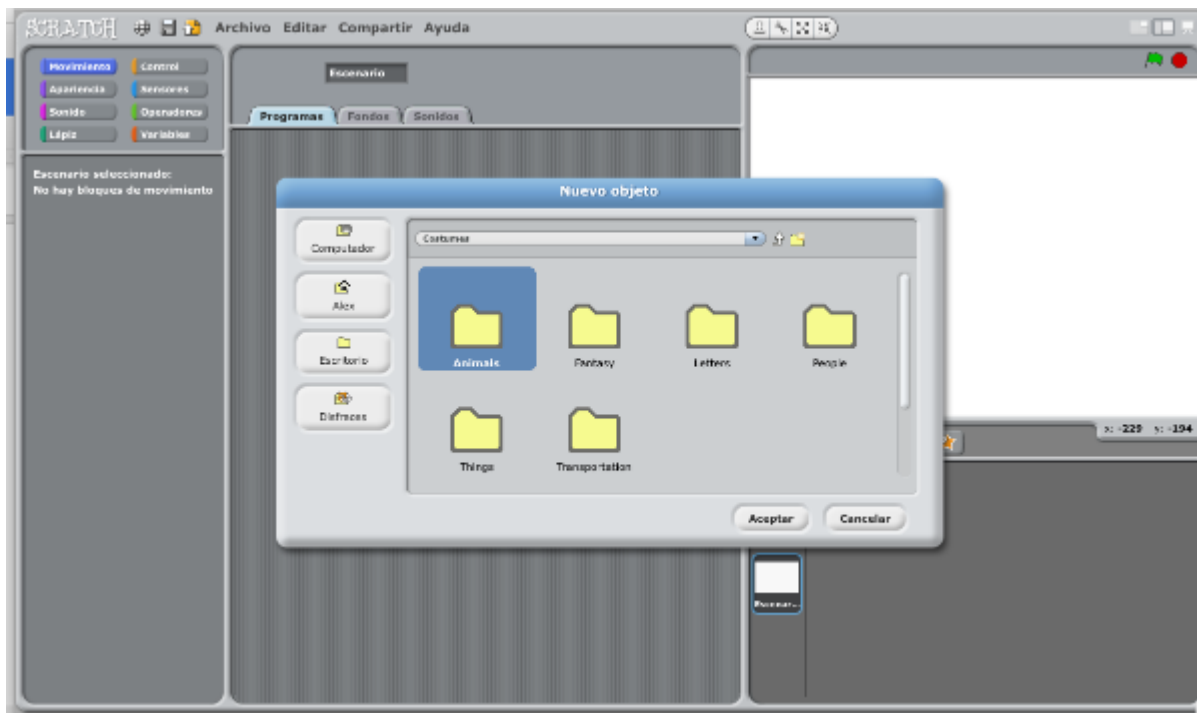 SCRATCH Archivo Editar Compartir Ayuda
Movimiento Control
Apariencia Sensores
Sonido Operadores
Lápiz Variables
Escenario
Programas Fondos Sonidos
Escenario seleccionado:
No hay bloques de movimiento
Nuevo objeto
Computador
Alex
Escritorio
Disfraces
Costumes
Animals Fantasy Letters People
Things Transportation
Aceptar Cancelar
x: -229 y: -194
Escenar...